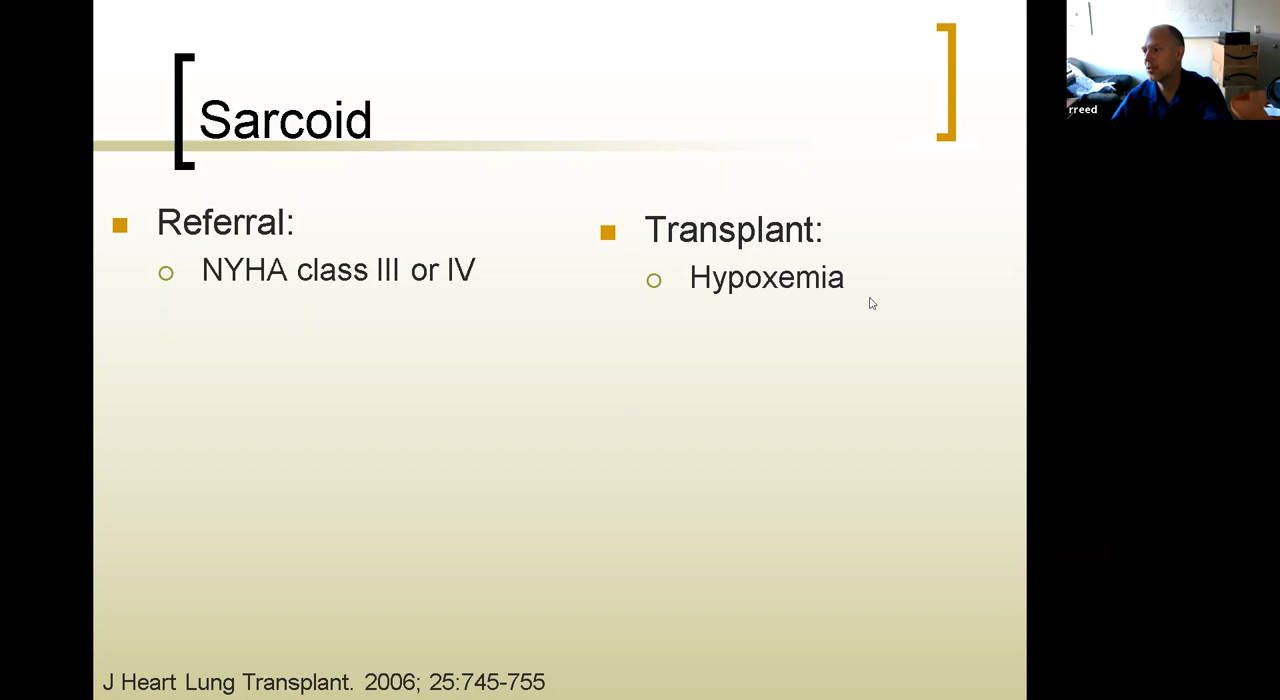 Sarcoid
Referral:
NYHA class III or IV
Transplant:
Hypoxemia
J Heart Lung Transplant. 2006; 25:745-755
rreed